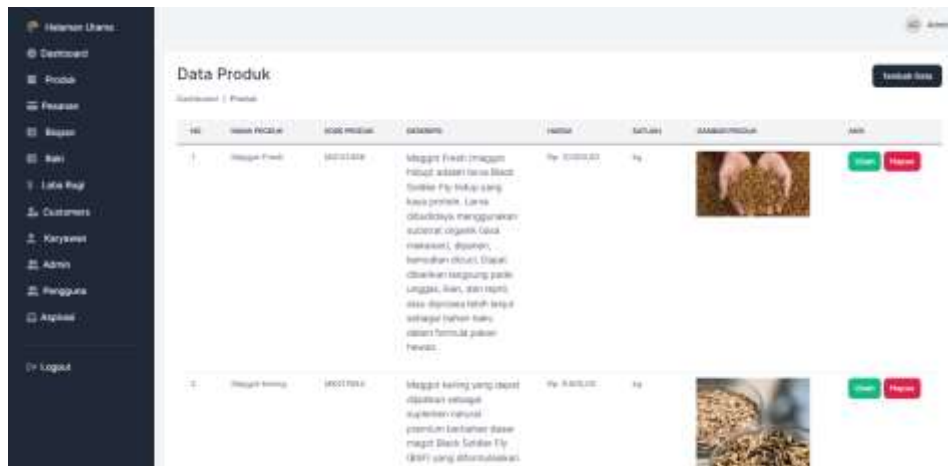 Halaman Utama
Dashboard
Produk
Pesanan
Biaya
Laba Rugi
Customers
Karyawan
Admin
Pengguna
Aspirasi
Logout
Data Produk
Tambah Data
Dashboard / Produk
NO NAMA PRODUK KODE PRODUK DESKRIPSI HARGA SATUAN GAMBAR PRODUK AKSI
1 Maggot Fresh kg Hapus
Maggot Fresh (maggot
hidup) adalah larva Black
Soldier Fly hidup yang
kaya protein. Larva
dibudidaya menggunakan
substrat organik (sisa
makanan), dipanen,
kemudian dicuci. Dapat
diberikan langsung pada
unggas, ikan, dan reptil
atau diproses lebih lanjut
sebagai bahan baku
dalam formula pakan
hewan.
2 Maggot Kering kg Hapus
Maggot kering yang dapat
dijadikan sebagai
suplemen natural
premium berbahan dasar
maggot Black Soldier Fly
(BSF) yang diformulasikan